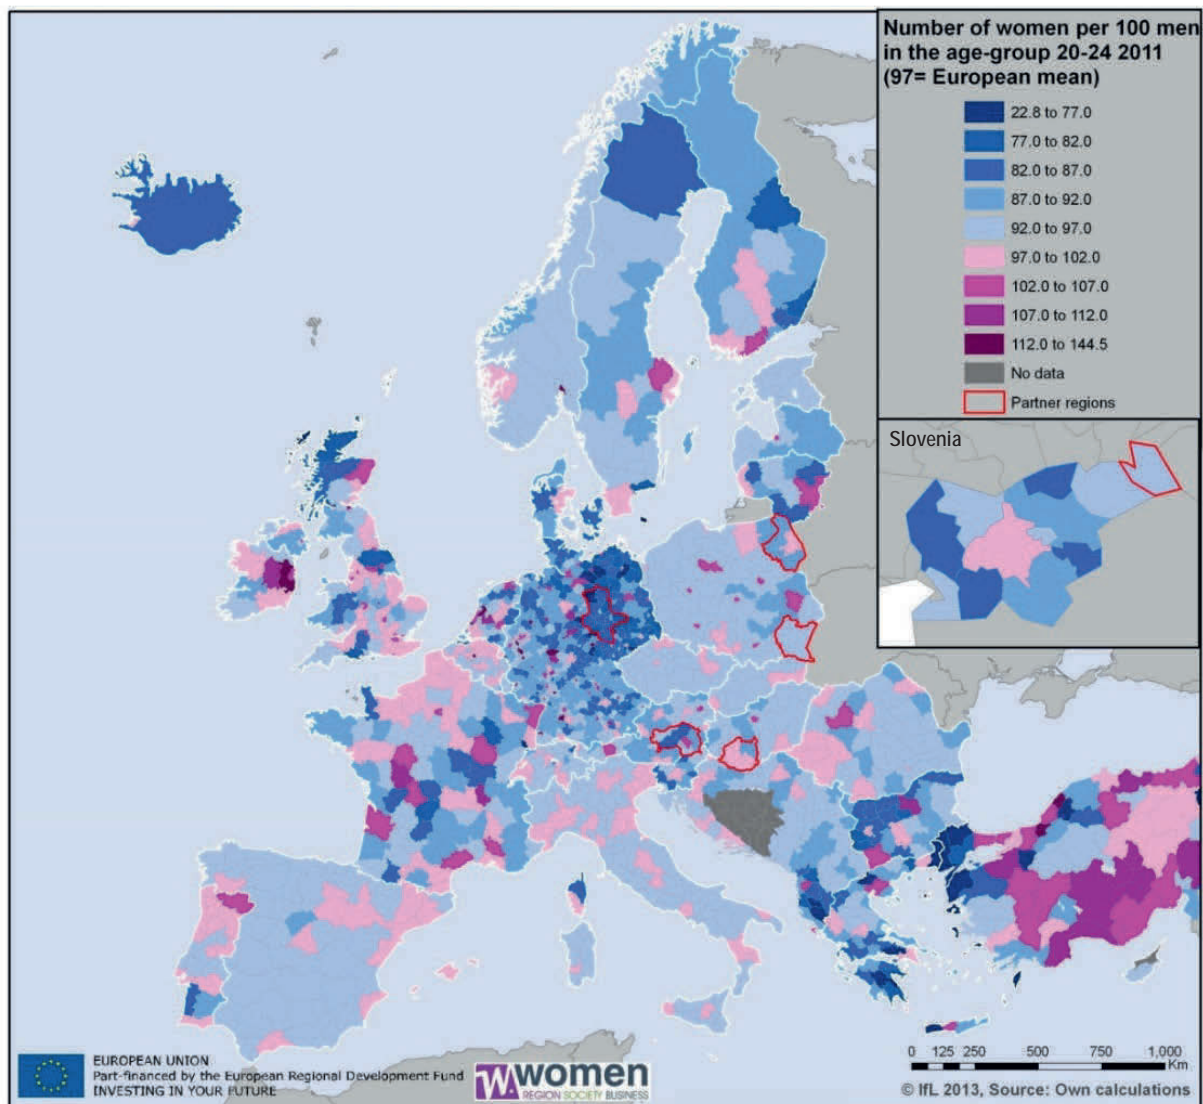 Number of women per 100 men
in the age-group 20-24 2011
(97= European mean)
22.8 to 77.0
77.0 to 82.0
82.0 to 87.0
87.0 to 92.0
92.0 to 97.0
97.0 to 102.0
102.0 to 107.0
107.0 to 112.0
112.0 to 144.5
No data
Partner regions
Slovenia
0 125 250 500 750 1,000
Km
© IfL 2013, Source: Own calculations
EUROPEAN UNION
Part-financed by the European Regional Development Fund
INVESTING IN YOUR FUTURE
W. women
REGION SOCIETY BUSINESS